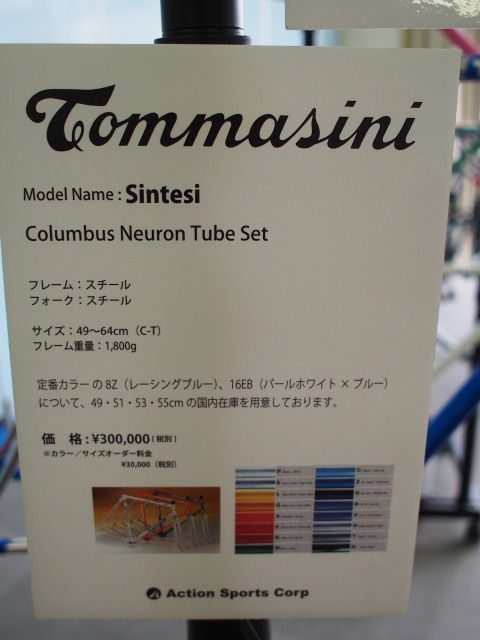 Tommasini
Model Name : Sintesi
Columbus Neuron Tube Set
フレーム：スチール
フォーク：スチール
サイズ：49〜64cm（C-T）
フレーム重量：1,800g
定番カラー の 8Z（レーシングブルー）、16EB（パールホワイト × ブルー）
について、49・51・53・55cm の国内在庫を用意しております。
価　格 : ¥300,000（税別）
※カラー／サイズオーダー料金
¥30,000（税別）
Action Sports Corp